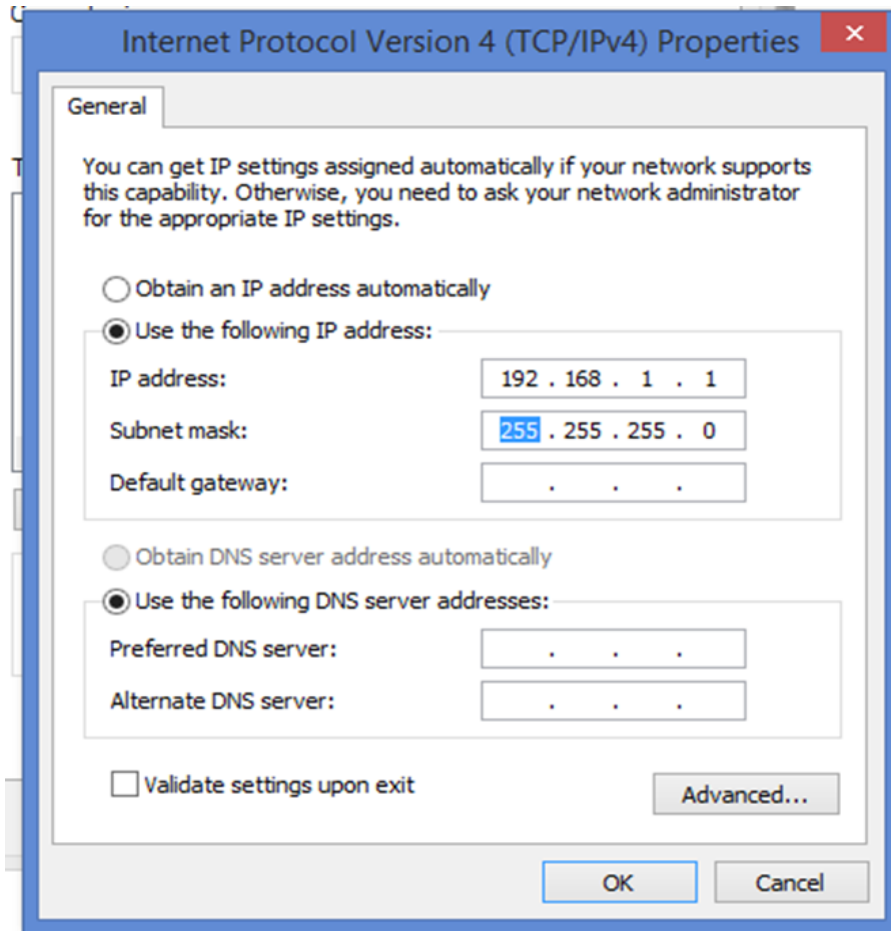 Internet Protocol Version 4 (TCP/IPv4) Properties
General
You can get IP settings assigned automatically if your network supports
this capability. Otherwise, you need to ask your network administrator
for the appropriate IP settings.
Obtain an IP address automatically
Use the following IP address:
IP address: 192 . 168 . 1 . 1
Subnet mask: 255 . 255 . 255 . 0
Default gateway: . . .
Obtain DNS server address automatically
Use the following DNS server addresses:
Preferred DNS server: . . .
Alternate DNS server: . . .
Validate settings upon exit
Advanced...
OK Cancel